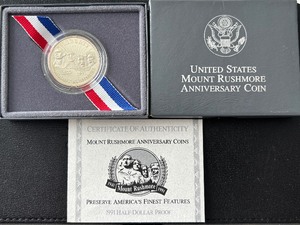 United States
Mount Rushmore
Anniversary Coin
Certificate of Authenticity
Mount Rushmore Anniversary Coins
Mount Rushmore
Preserve America's Finest Features
1991 Half Dollar Proof